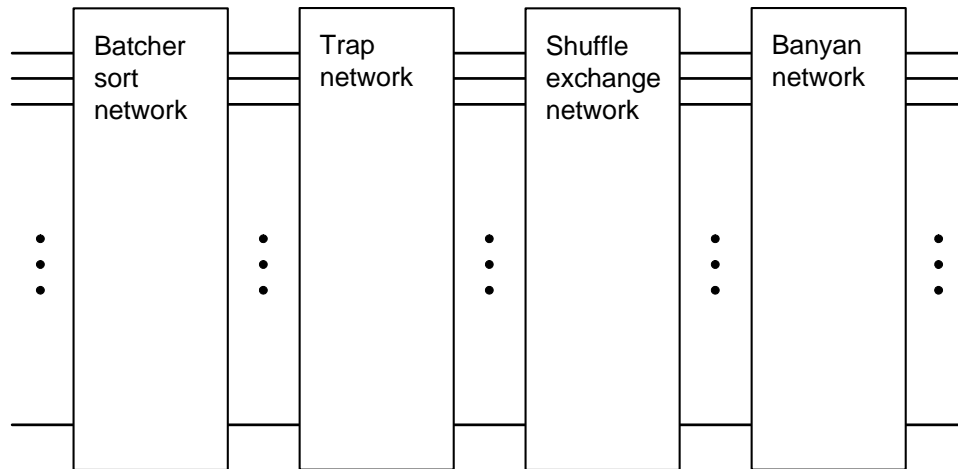 Batcher
sort
network
Trap
network
Shuffle
exchange
network
Banyan
network